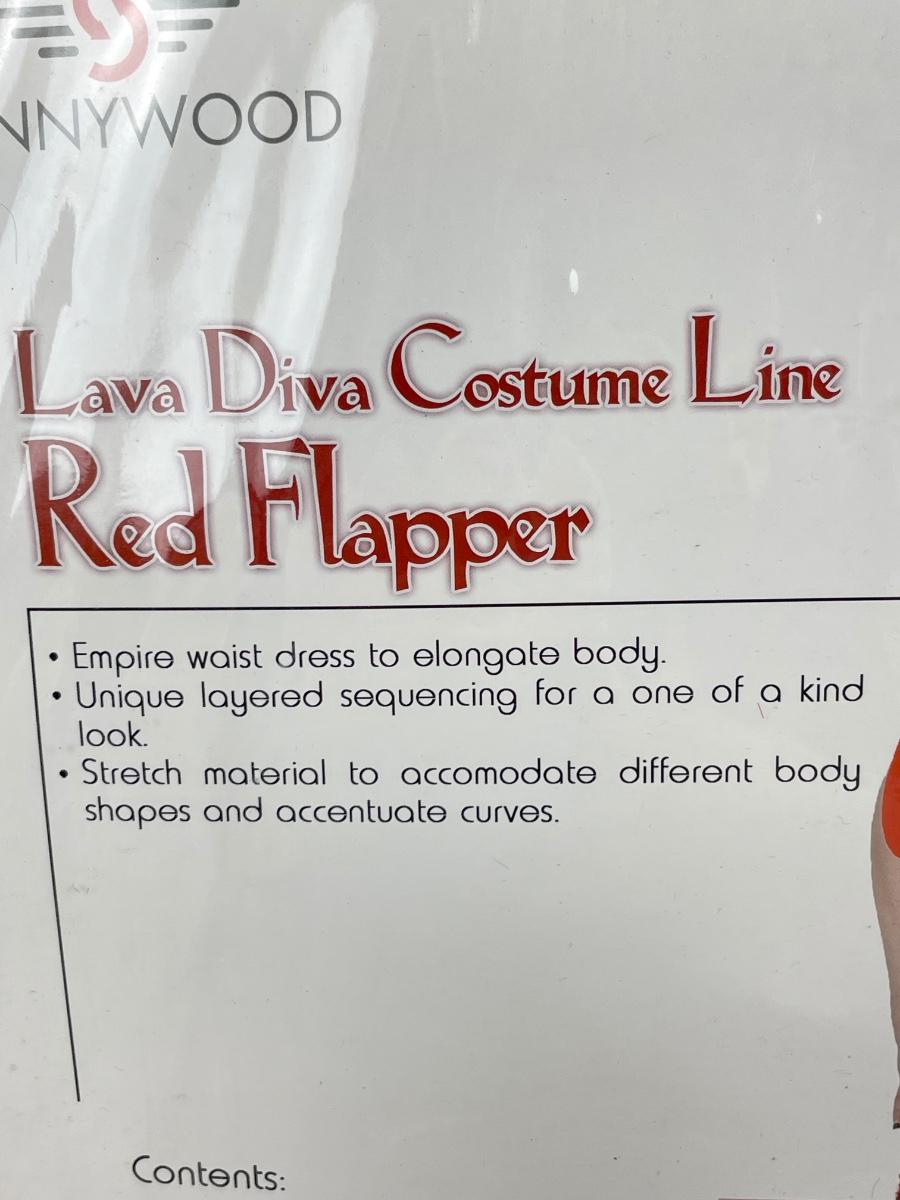 NNYWOOD
Lava Diva Costume Line
Red Flapper
• Empire waist dress to elongate body.
• Unique layered sequencing for a one of a kind
look.
• Stretch material to accomodate different body
shapes and accentuate curves.
Contents: